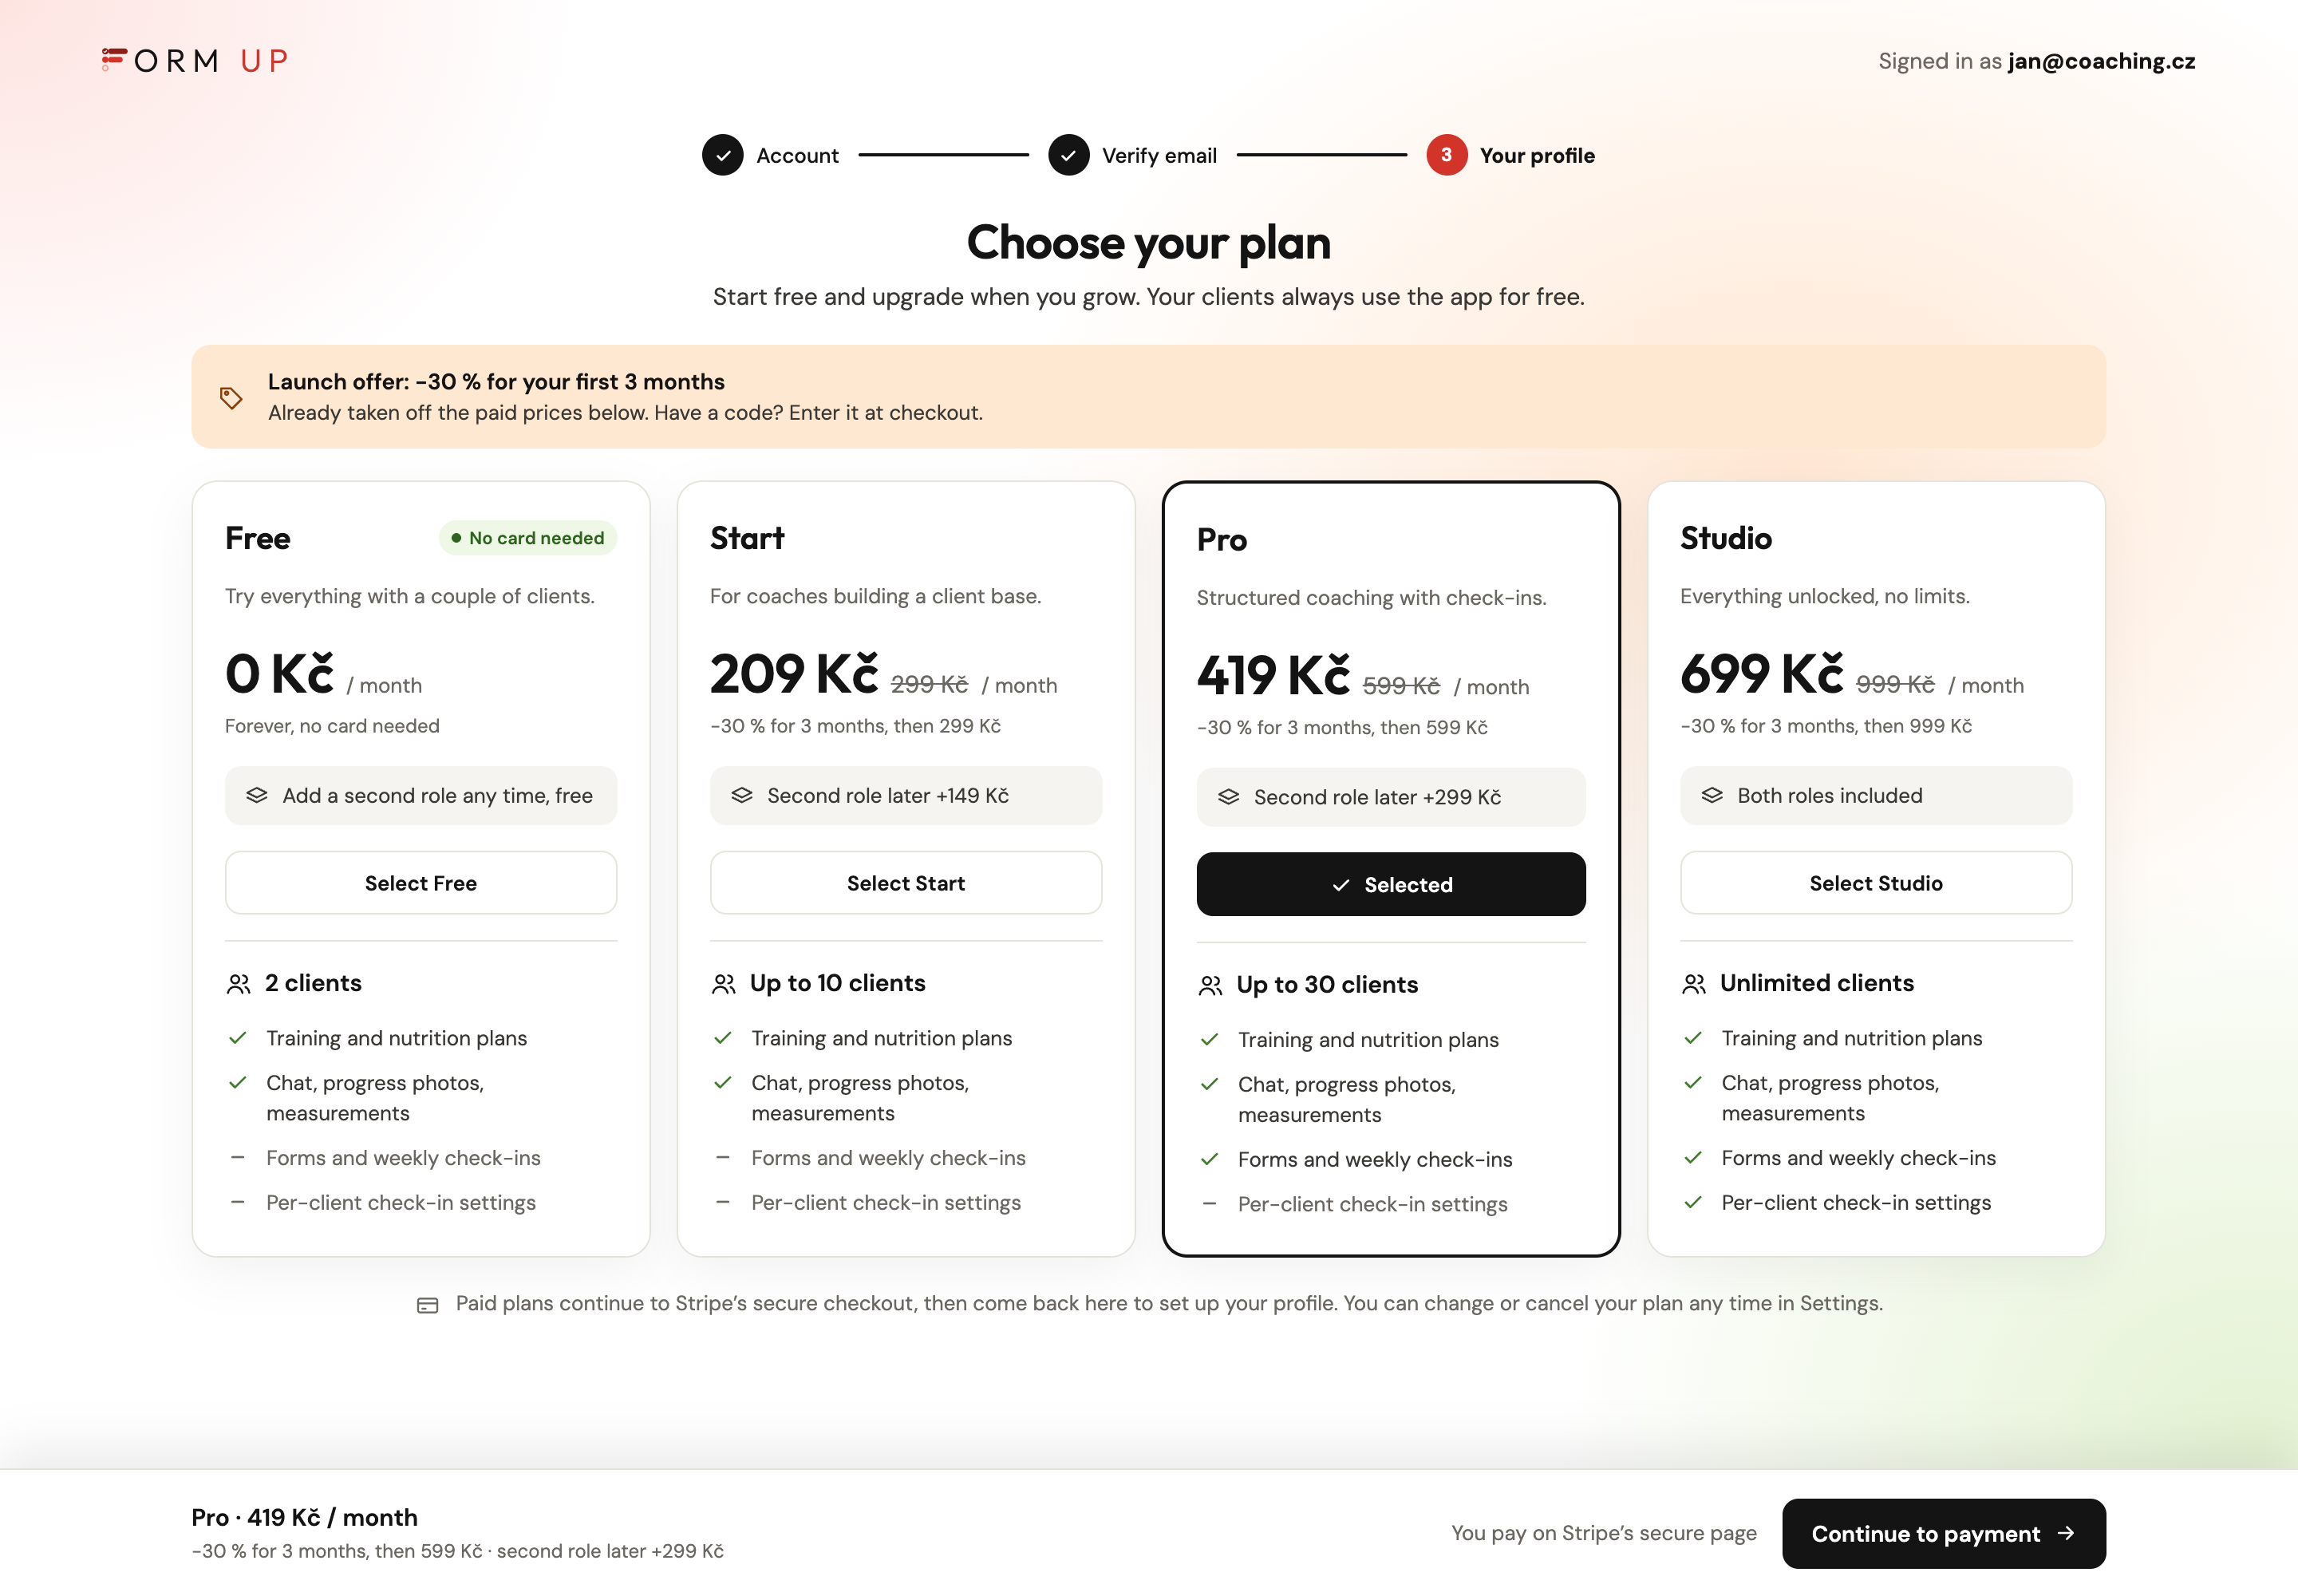 FORM UP
Signed in as jan@coaching.cz
Account
Verify email
3 Your profile
Choose your plan
Start free and upgrade when you grow. Your clients always use the app for free.
Launch offer: −30 % for your first 3 months
Already taken off the paid prices below. Have a code? Enter it at checkout.
Free
No card needed
Try everything with a couple of clients.
0 Kč / month
Forever, no card needed
Add a second role any time, free
Select Free
2 clients
Training and nutrition plans
Chat, progress photos,
measurements
Forms and weekly check-ins
Per-client check-in settings
Start
For coaches building a client base.
209 Kč 299 Kč / month
−30 % for 3 months, then 299 Kč
Second role later +149 Kč
Select Start
Up to 10 clients
Training and nutrition plans
Chat, progress photos,
measurements
Forms and weekly check-ins
Per-client check-in settings
Pro
Structured coaching with check-ins.
419 Kč 599 Kč / month
−30 % for 3 months, then 599 Kč
Second role later +299 Kč
Selected
Up to 30 clients
Training and nutrition plans
Chat, progress photos,
measurements
Forms and weekly check-ins
Per-client check-in settings
Studio
Everything unlocked, no limits.
699 Kč 999 Kč / month
−30 % for 3 months, then 999 Kč
Both roles included
Select Studio
Unlimited clients
Training and nutrition plans
Chat, progress photos,
measurements
Forms and weekly check-ins
Per-client check-in settings
Paid plans continue to Stripe’s secure checkout, then come back here to set up your profile. You can change or cancel your plan any time in Settings.
Pro · 419 Kč / month
−30 % for 3 months, then 599 Kč · second role later +299 Kč
You pay on Stripe’s secure page
Continue to payment →